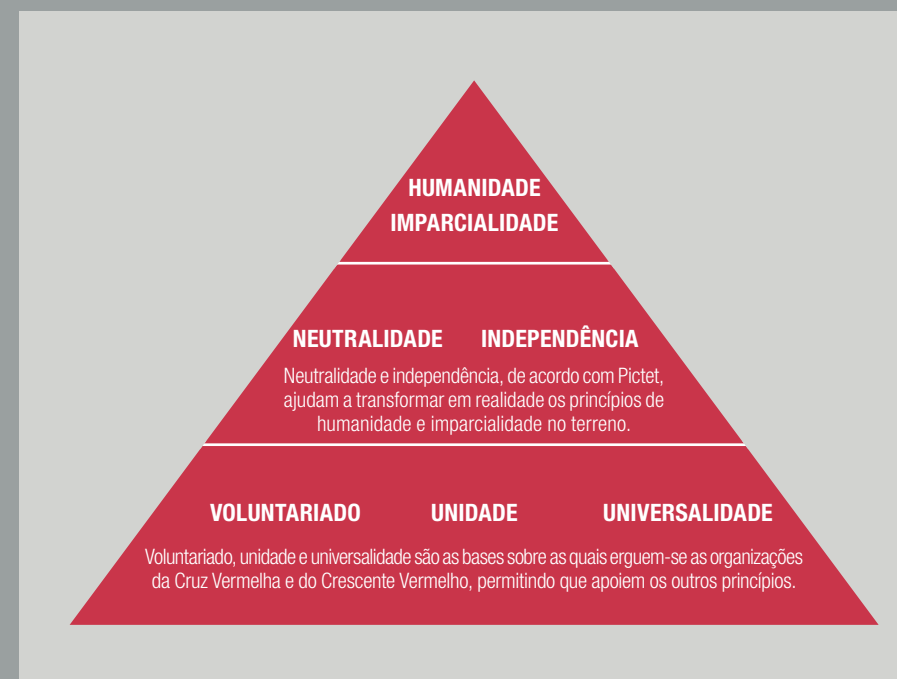 HUMANIDADE
IMPARCIALIDADE
NEUTRALIDADE INDEPENDÊNCIA
Neutralidade e independência, de acordo com Pictet,
ajudam a transformar em realidade os princípios de
humanidade e imparcialidade no terreno.
VOLUNTARIADO UNIDADE UNIVERSALIDADE
Voluntariado, unidade e universalidade são as bases sobre as quais erguem-se as organizações
da Cruz Vermelha e do Crescente Vermelho, permitindo que apoiem os outros princípios.